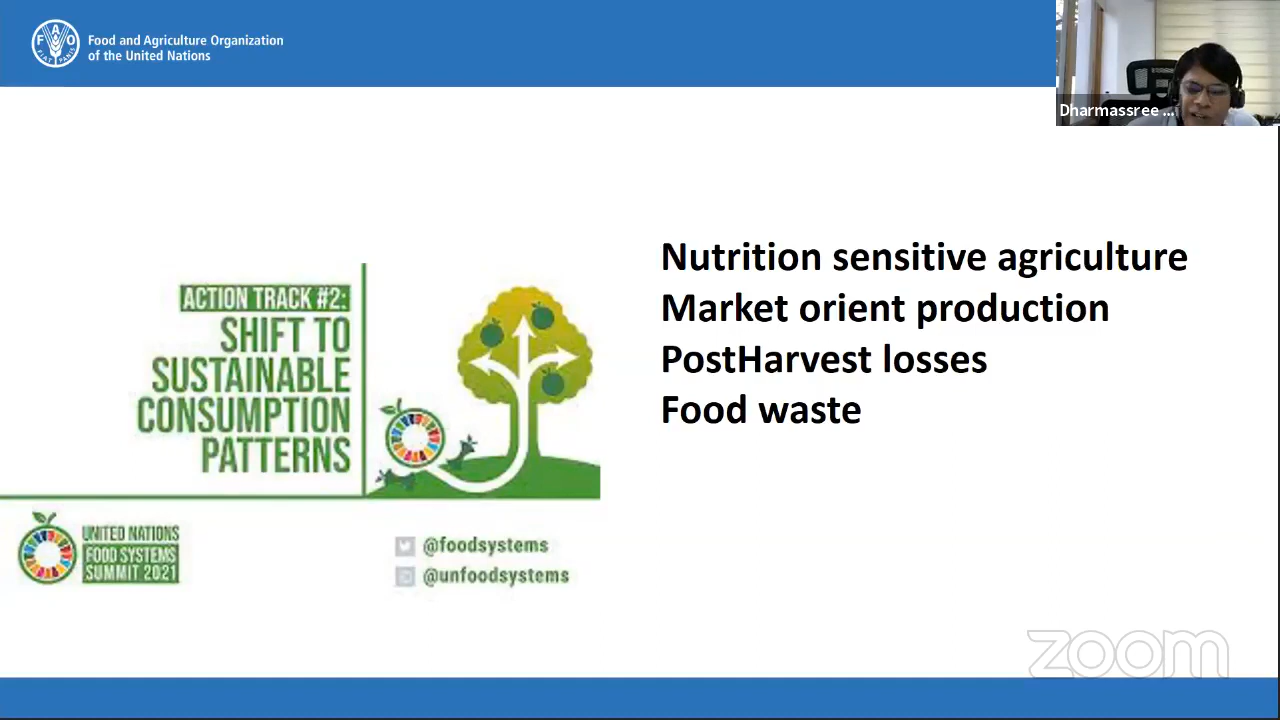 Food and Agriculture Organization
of the United Nations
Dharmassree ...
ACTION TRACK #2:
SHIFT TO
SUSTAINABLE
CONSUMPTION
PATTERNS
Nutrition sensitive agriculture
Market orient production
PostHarvest losses
Food waste
UNITED NATIONS
FOOD SYSTEMS
SUMMIT 2021
@foodsystems
@unfoodsystems
zoom